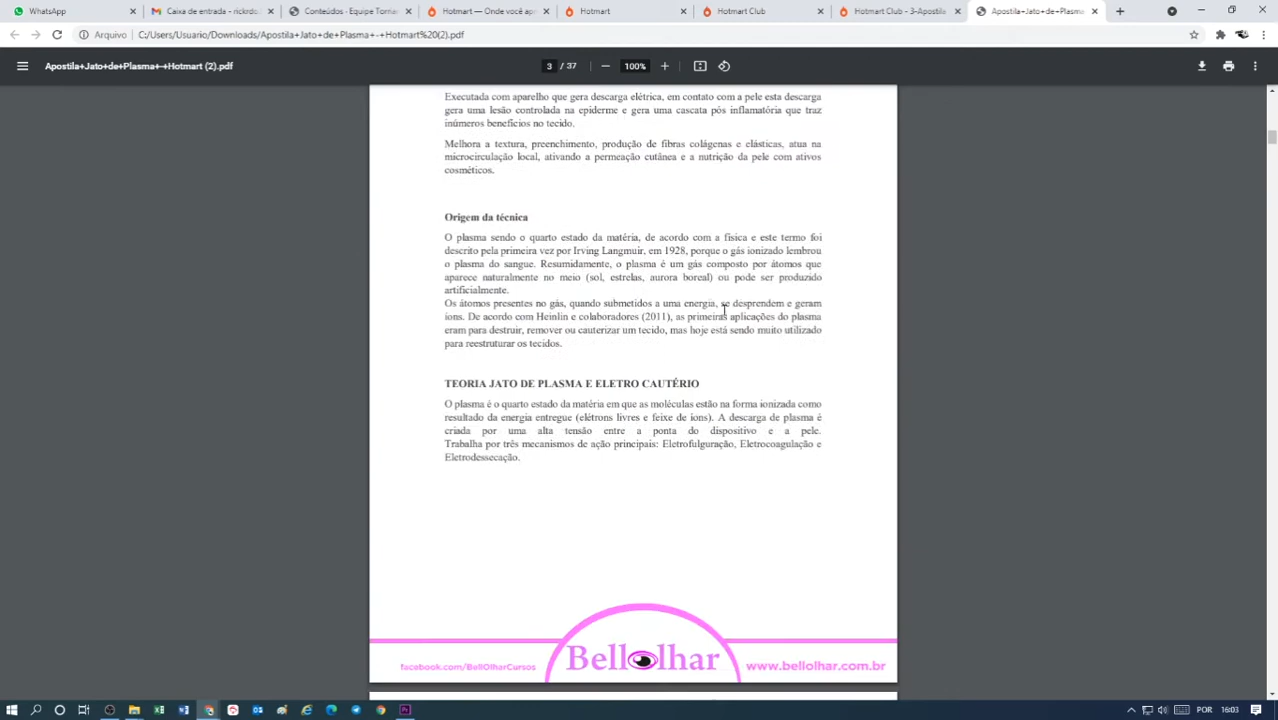 WhatsApp
Caixa de entrada - rickrdo
Conteúdos - Equipe Torria
Hotmart — Onde você ap
Hotmart
Hotmart Club
Hotmart Club - 3-Apostila
Apostila+Jato+de+Plasma
Arquivo
C:/Users/Usuario/Downloads/Apostila+Jato+de+Plasma+-+Hotmart%20(2).pdf
Apostila+Jato+de+Plasma+-+Hotmart (2).pdf
3 / 37
100%
Executada com aparelho que gera descarga elétrica, em contato com a pele esta descarga
gera uma lesão controlada na epiderme e gera uma cascata pós inflamatória que traz
inúmeros benefícios no tecido.
Melhora a textura, preenchimento, produção de fibras colágenas e elásticas, atua na
microcirculação local, ativando a permeação cutânea e a nutrição da pele com ativos
cosméticos.
Origem da técnica
O plasma sendo o quarto estado da matéria, de acordo com a física e este termo foi
descrito pela primeira vez por Irving Langmuir, em 1928, porque o gás ionizado lembrou
o plasma do sangue. Resumidamente, o plasma é um gás composto por átomos que
aparece naturalmente no meio (sol, estrelas, aurora boreal) ou pode ser produzido
artificialmente.
Os átomos presentes no gás, quando submetidos a uma energia, se desprendem e geram
íons. De acordo com Heinlin e colaboradores (2011), as primeiras aplicações do plasma
eram para destruir, remover ou cauterizar um tecido, mas hoje está sendo muito utilizado
para reestruturar os tecidos.
TEORIA JATO DE PLASMA E ELETRO CAUTÉRIO
O plasma é o quarto estado da matéria em que as moléculas estão na forma ionizada como
resultado da energia entregue (elétrons livres e feixe de íons). A descarga de plasma é
criada por uma alta tensão entre a ponta do dispositivo e a pele.
Trabalha por três mecanismos de ação principais: Eletrofulguração, Eletrocoagulação e
Eletrodessecação.
facebook.com/BellOlharCursos
BellOlhar
www.bellolhar.com.br
POR
16:03